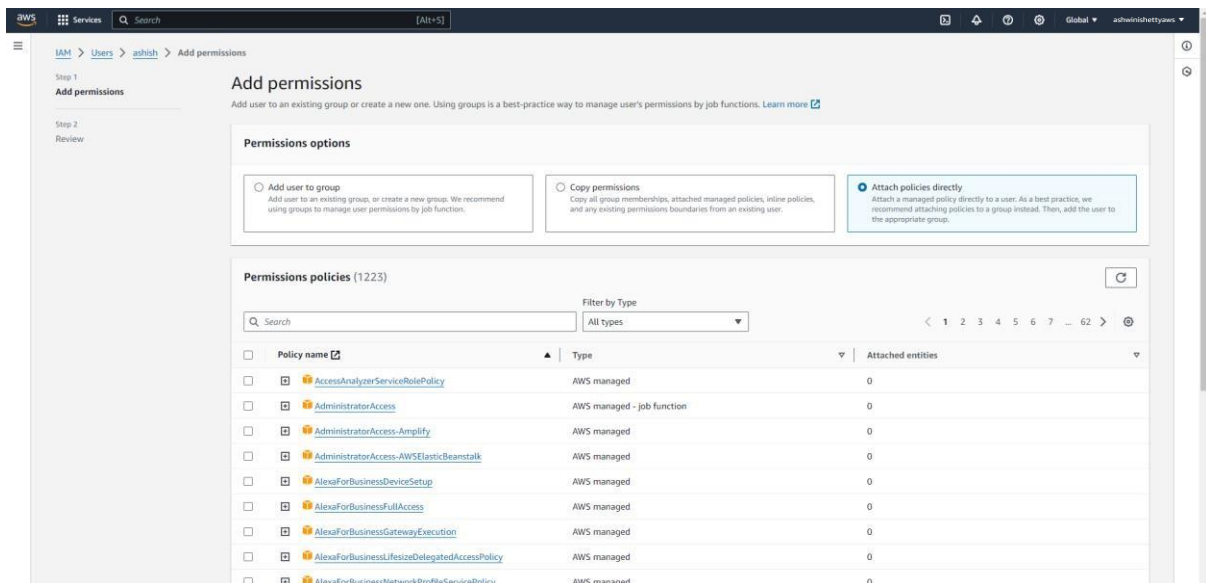 aws Services Search [Alt+S] Global ashwinishettyaws
IAM > Users > ashish > Add permissions
Step 1
Add permissions
Step 2
Review
Add permissions
Add user to an existing group or create a new one. Using groups is a best-practice way to manage user's permissions by job functions. Learn more
Permissions options
Add user to group
Add user to an existing group, or create a new group. We recommend
using groups to manage user permissions by job function.
Copy permissions
Copy all group memberships, attached managed policies, inline policies,
and any existing permissions boundaries from an existing user.
Attach policies directly
Attach a managed policy directly to a user. As a best practice, we
recommend attaching policies to a group instead. Then, add the user to
the appropriate group.
Permissions policies (1223)
Filter by Type
Search All types < 1 2 3 4 5 6 7 ... 62 >
Policy name Type Attached entities
AccessAnalyzerServiceRolePolicy AWS managed 0
AdministratorAccess AWS managed - job function 0
AdministratorAccess-Amplify AWS managed 0
AdministratorAccess-AWSElasticBeanstalk AWS managed 0
AlexaForBusinessDeviceSetup AWS managed 0
AlexaForBusinessFullAccess AWS managed 0
AlexaForBusinessGatewayExecution AWS managed 0
AlexaForBusinessLifesizeDelegatedAccessPolicy AWS managed 0
AlexaForBusinessNetworkProfileServicePolicy AWS managed 0